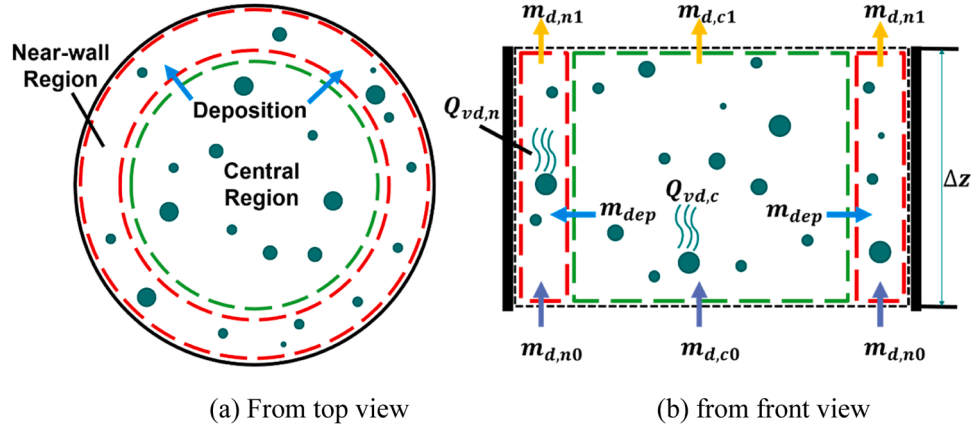 Near-wall
Region
Deposition
Central
Region
(a) From top view
m_{d,n1} m_{d,c1} m_{d,n1}
Q_{vd,n}
Q_{vd,c}
m_{dep} m_{dep}
Δz
m_{d,n0} m_{d,c0} m_{d,n0}
(b) from front view